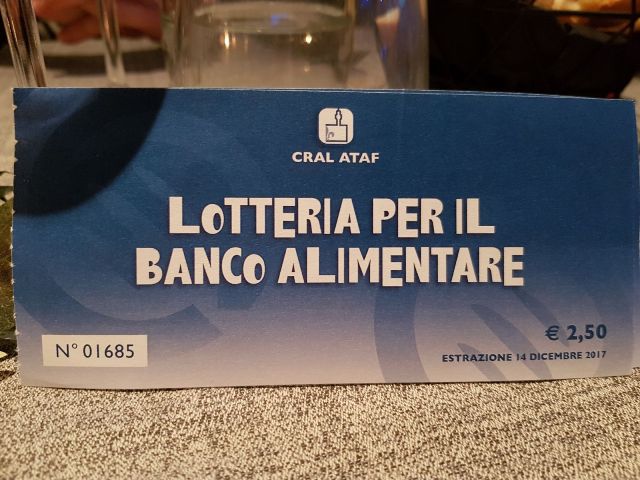 CRAL ATAF
LOTTERIA PER IL
BANCO ALIMENTARE
€ 2,50
N° 01685
ESTRAZIONE 14 DICEMBRE 2017